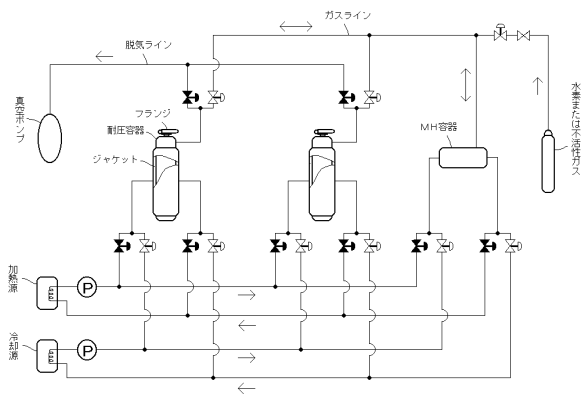 ガスライン
脱気ライン
真空ポンプ
フランジ
耐圧容器
ジャケット
MH容器
水素または不活性ガス
加熱源
P
冷却源
P